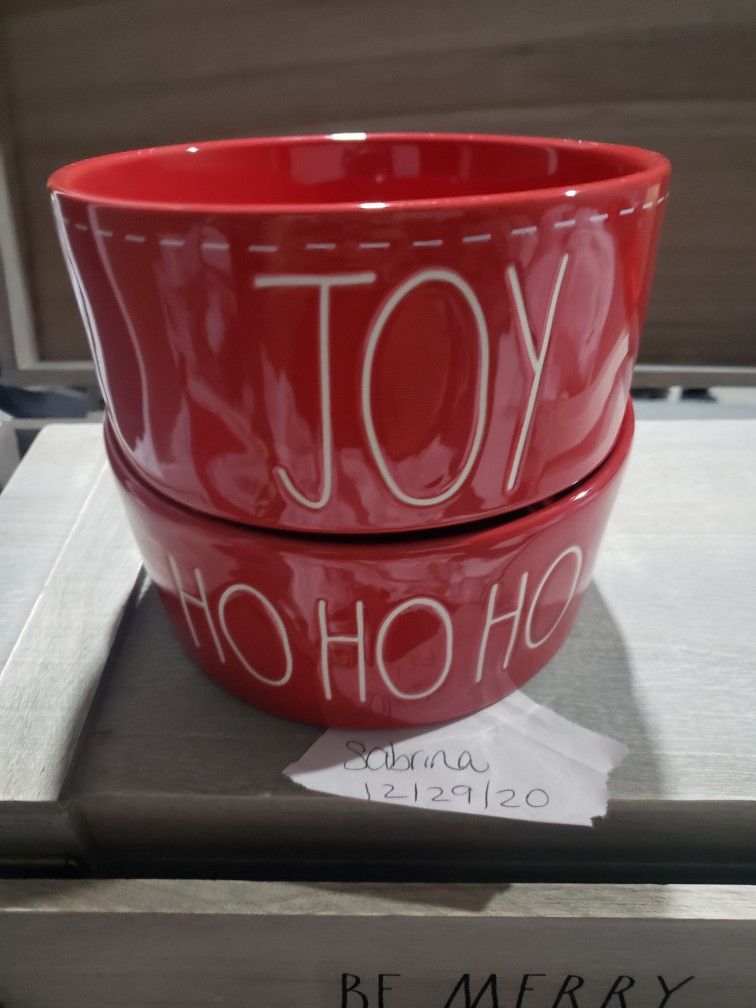 JOY
HO HO HO
Sabrina
12/29/20
BE MERRY